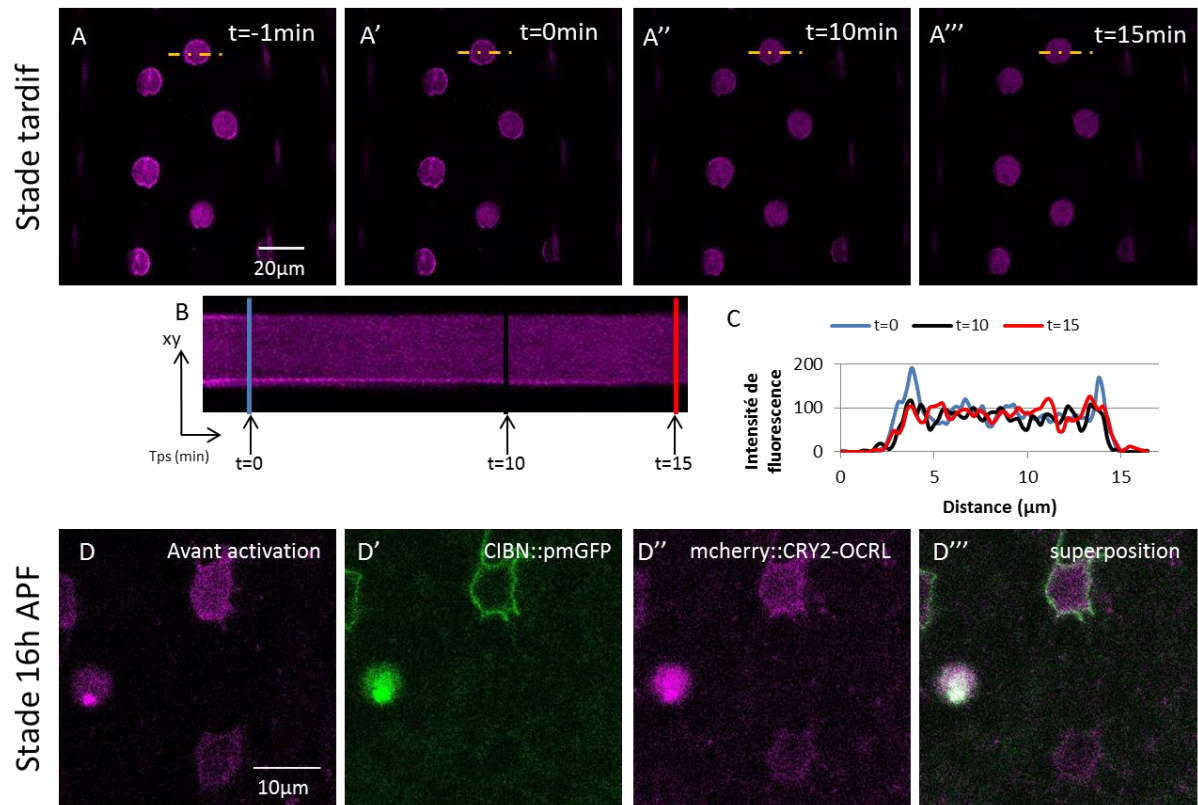 Stade tardif
A
t=-1min
A'
t=0min
A''
t=10min
A'''
t=15min
20µm
B
xy
Tps (min)
t=0
t=10
t=15
C
t=0
t=10
t=15
Intensité de
fluorescence
200
100
0
0
5
10
15
Distance (µm)
Stade 16h APF
D
Avant activation
D'
CIBN::pmGFP
D''
mcherry::CRY2-OCRL
D'''
superposition
10µm